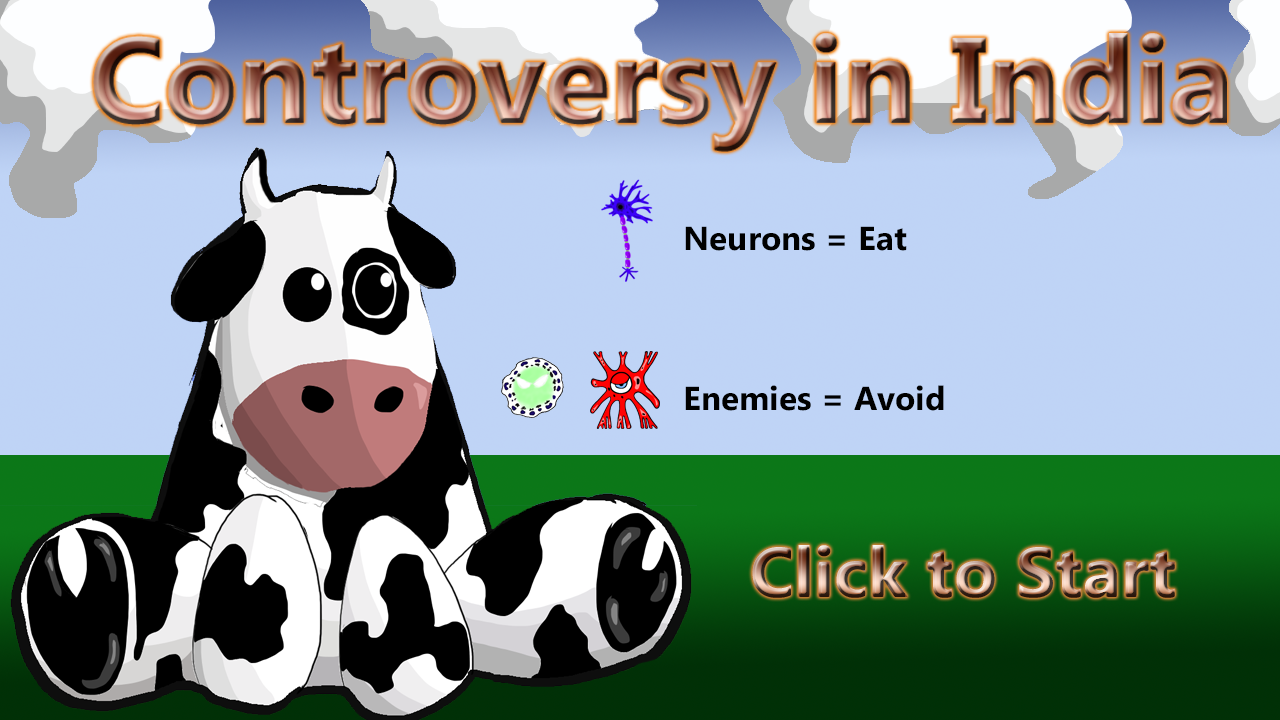 Controversy in India
Neurons = Eat
Enemies = Avoid
Click to Start